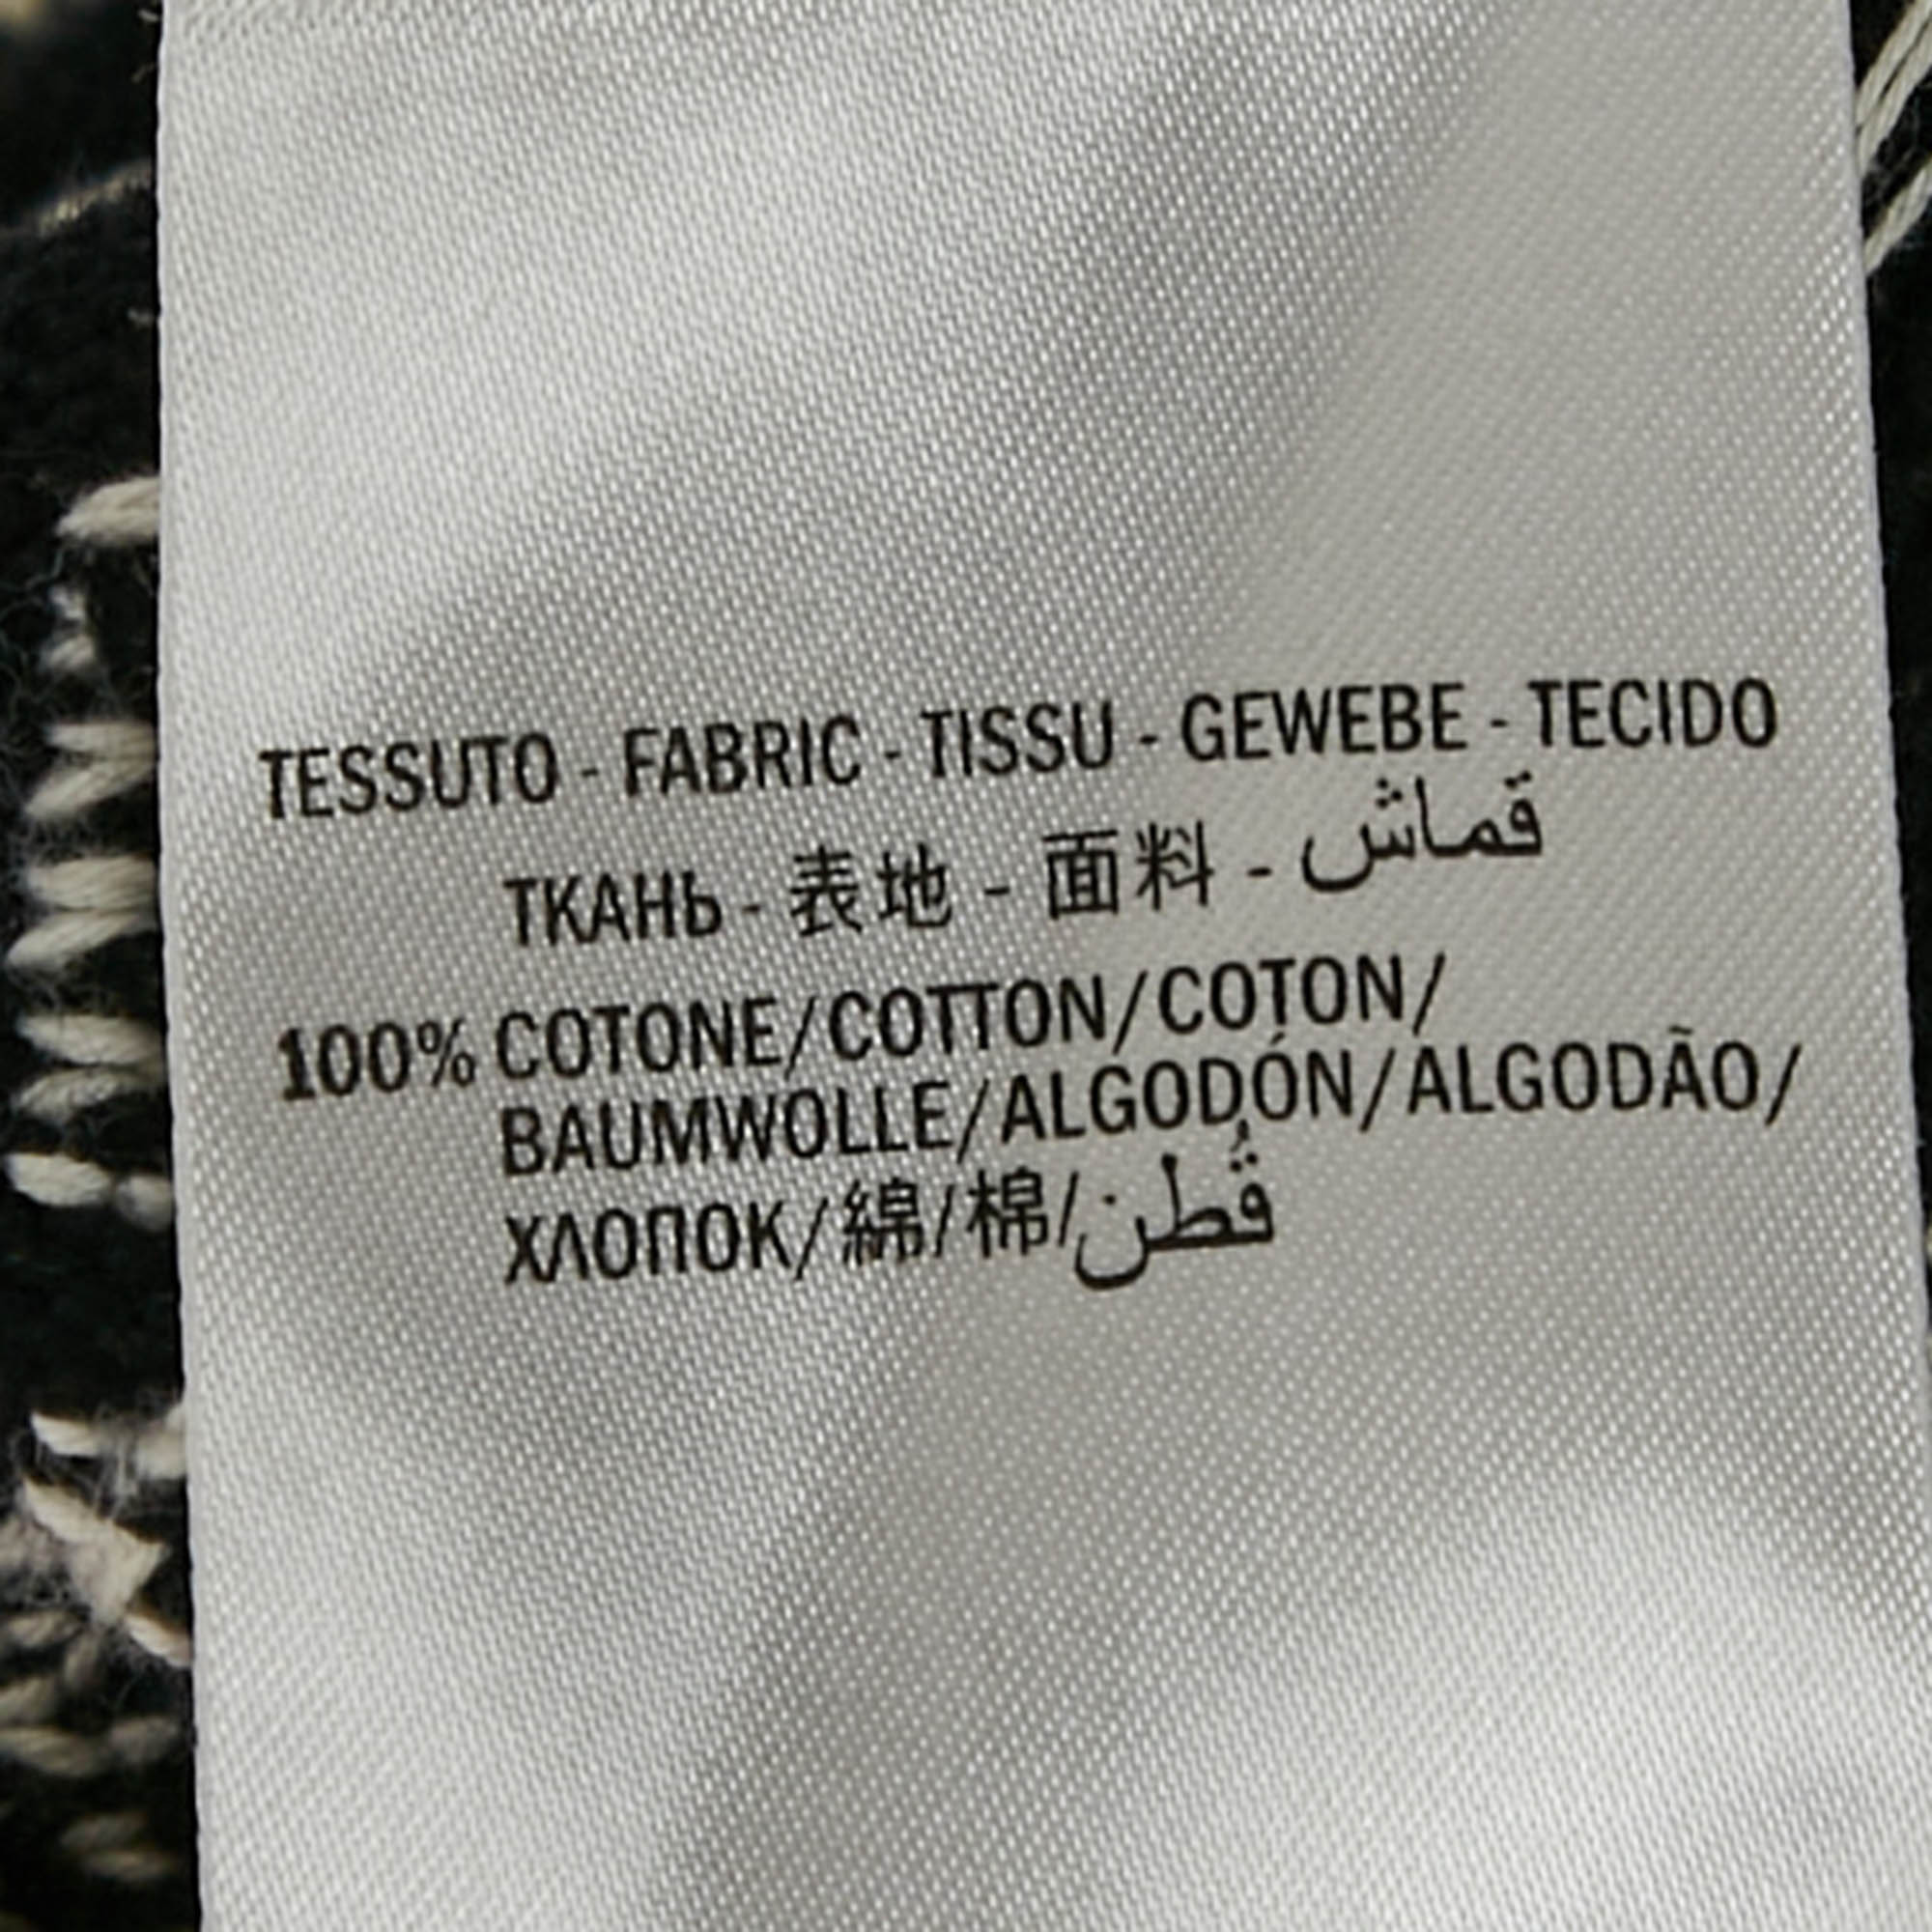 TESSUTO - FABRIC - TISSU - GEWEBE - TECIDO
ТКАНЬ - 表地 - 面料 - قماش
100% COTONE/COTTON/COTON/
BAUMWOLLE/ALGODÓN/ALGODÃO/
ХЛОПОК/綿/棉/قُطن